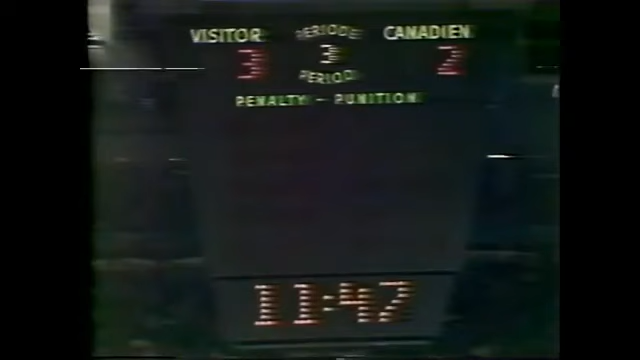 VISITOR PERIODE CANADIEN
3 3 2
PERIOD
PENALTY - PUNITION
11:47